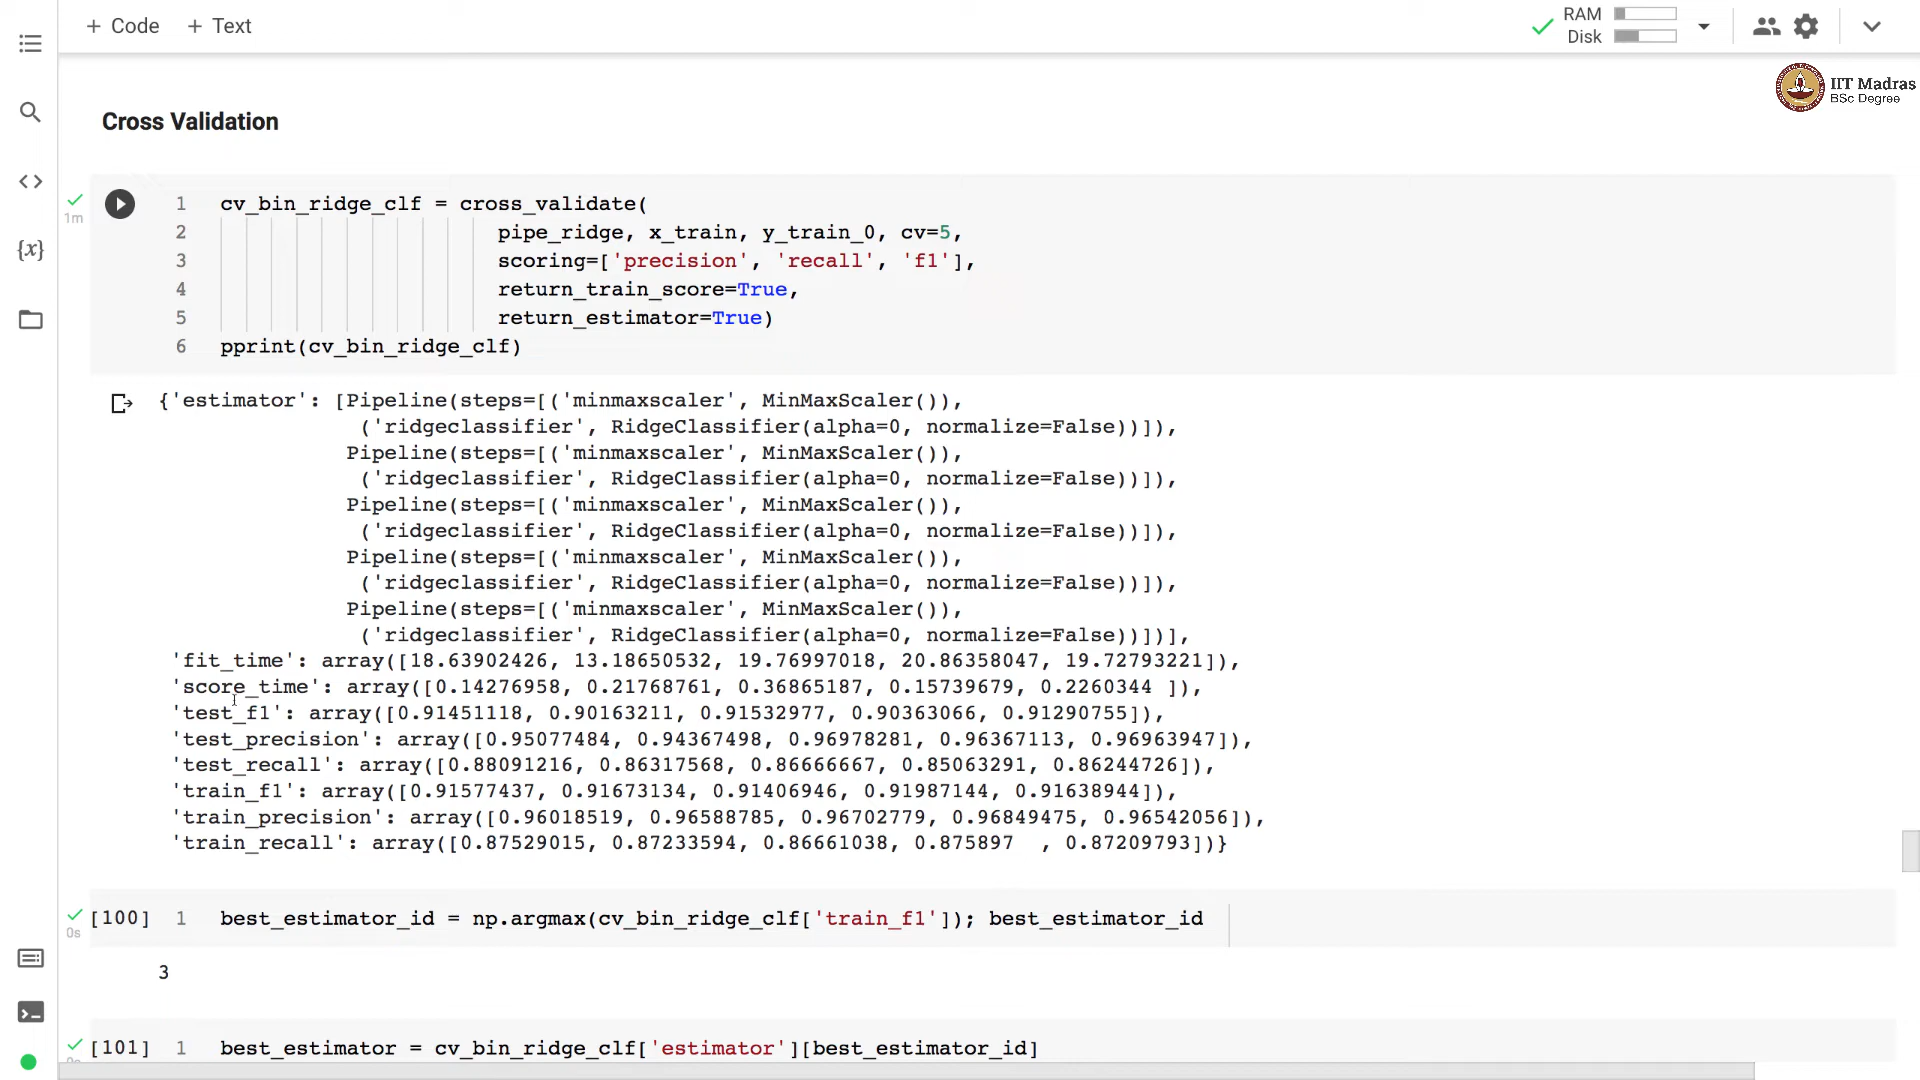 + Code + Text
RAM
Disk
IIT Madras
BSc Degree
Cross Validation
1m
1 cv_bin_ridge_clf = cross_validate(
2 pipe_ridge, x_train, y_train_0, cv=5,
3 scoring=['precision', 'recall', 'f1'],
4 return_train_score=True,
5 return_estimator=True)
6 pprint(cv_bin_ridge_clf)
{'estimator': [Pipeline(steps=[('minmaxscaler', MinMaxScaler()),
('ridgeclassifier', RidgeClassifier(alpha=0, normalize=False))]),
Pipeline(steps=[('minmaxscaler', MinMaxScaler()),
('ridgeclassifier', RidgeClassifier(alpha=0, normalize=False))]),
Pipeline(steps=[('minmaxscaler', MinMaxScaler()),
('ridgeclassifier', RidgeClassifier(alpha=0, normalize=False))]),
Pipeline(steps=[('minmaxscaler', MinMaxScaler()),
('ridgeclassifier', RidgeClassifier(alpha=0, normalize=False))]),
Pipeline(steps=[('minmaxscaler', MinMaxScaler()),
('ridgeclassifier', RidgeClassifier(alpha=0, normalize=False))])],
'fit_time': array([18.63902426, 13.18650532, 19.76997018, 20.86358047, 19.72793221]),
'score_time': array([0.14276958, 0.21768761, 0.36865187, 0.15739679, 0.2260344 ]),
'test_f1': array([0.91451118, 0.90163211, 0.91532977, 0.90363066, 0.91290755]),
'test_precision': array([0.95077484, 0.94367498, 0.96978281, 0.96367113, 0.96963947]),
'test_recall': array([0.88091216, 0.86317568, 0.86666667, 0.85063291, 0.86244726]),
'train_f1': array([0.91577437, 0.91673134, 0.91406946, 0.91987144, 0.91638944]),
'train_precision': array([0.96018519, 0.96588785, 0.96702779, 0.96849475, 0.96542056]),
'train_recall': array([0.87529015, 0.87233594, 0.86661038, 0.875897 , 0.87209793])}
[100] 1 best_estimator_id = np.argmax(cv_bin_ridge_clf['train_f1']); best_estimator_id
0s
3
[101] 1 best_estimator = cv_bin_ridge_clf['estimator'][best_estimator_id]